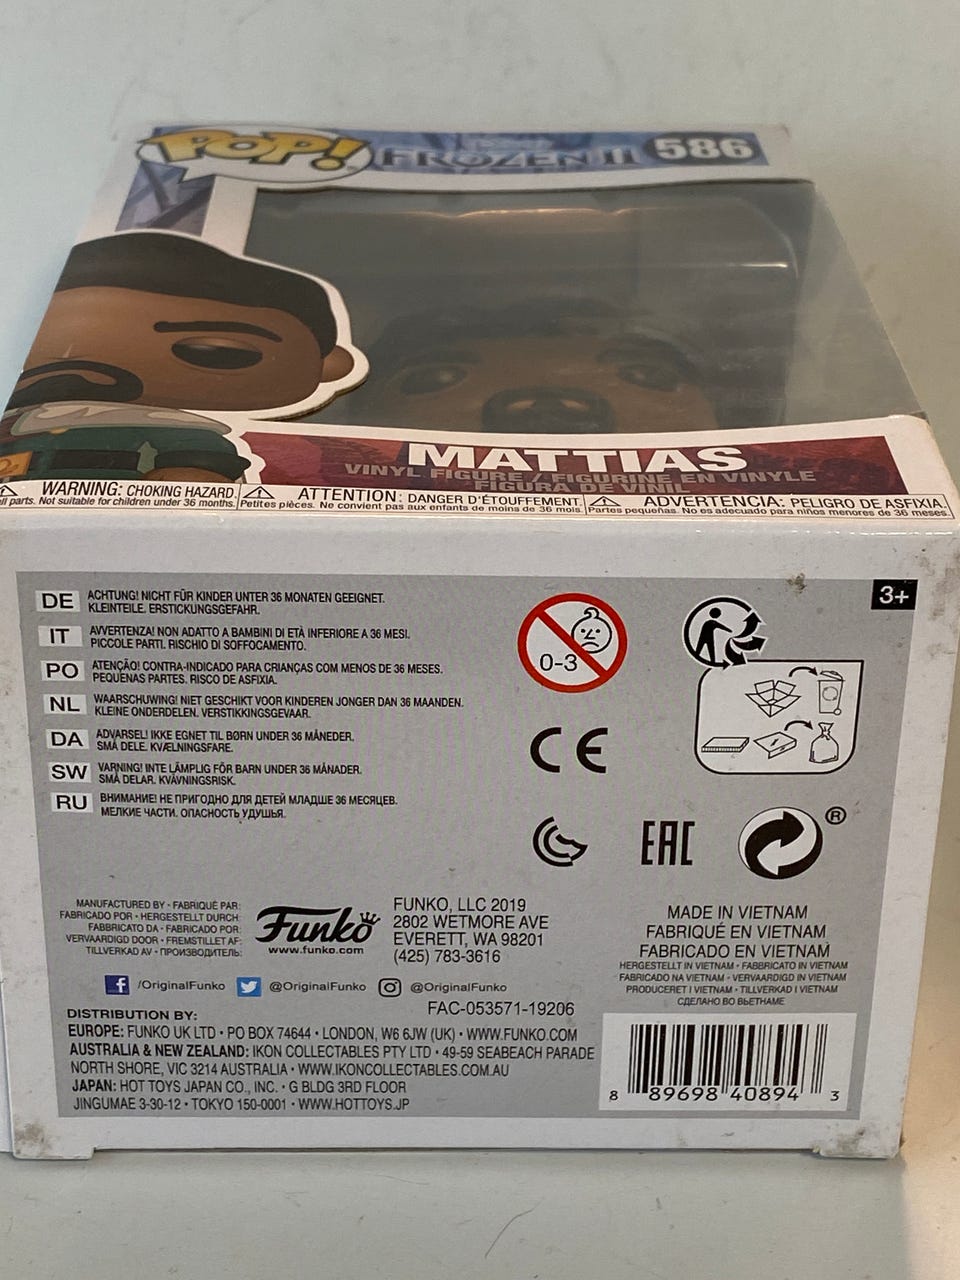 POP!
FROZEN II
586
MATTIAS
VINYL FIGURE / FIGURINE EN VINYLE
FIGURA DE VINIL
WARNING: CHOKING HAZARD.
parts. Not suitable for children under 36 months.
ATTENTION: DANGER D'ÉTOUFFEMENT.
Petites pièces. Ne convient pas aux enfants de moins de 36 mois.
ADVERTENCIA: PELIGRO DE ASFIXIA.
Partes pequeñas. No es adecuado para niños menores de 36 meses.
3+
DE ACHTUNG! NICHT FÜR KINDER UNTER 36 MONATEN GEEIGNET.
KLEINTEILE. ERSTICKUNGSGEFAHR.
IT AVVERTENZA! NON ADATTO A BAMBINI DI ETÀ INFERIORE A 36 MESI.
PICCOLE PARTI. RISCHIO DI SOFFOCAMENTO.
PO ATENÇÃO! CONTRA-INDICADO PARA CRIANÇAS COM MENOS DE 36 MESES.
PEQUENAS PARTES. RISCO DE ASFIXIA.
NL WAARSCHUWING! NIET GESCHIKT VOOR KINDEREN JONGER DAN 36 MAANDEN.
KLEINE ONDERDELEN. VERSTIKKINGSGEVAAR.
DA ADVARSEL! IKKE EGNET TIL BØRN UNDER 36 MÅNEDER.
SMÅ DELE. KVÆLNINGSFARE.
SW VARNING! INTE LÄMPLIG FÖR BARN UNDER 36 MÅNADER.
SMÅ DELAR. KVÄVNINGSRISK.
RU ВНИМАНИЕ! НЕ ПРИГОДНО ДЛЯ ДЕТЕЙ МЛАДШЕ 36 МЕСЯЦЕВ.
МЕЛКИЕ ЧАСТИ. ОПАСНОСТЬ УДУШЬЯ.
0-3
CE
EAC
®
MANUFACTURED BY • FABRIQUÉ PAR:
FABRICADO POR • HERGESTELLT DURCH:
FABBRICATO DA • FABRICADO POR:
VERVAARDIGD DOOR • FREMSTILLET AF:
TILLVERKAD AV • ПРОИЗВОДИТЕЛЬ:
Funko
www.funko.com
FUNKO, LLC 2019
2802 WETMORE AVE
EVERETT, WA 98201
(425) 783-3616
MADE IN VIETNAM
FABRIQUÉ EN VIETNAM
FABRICADO EN VIETNAM
HERGESTELLT IN VIETNAM • FABBRICATO IN VIETNAM
FABRICADO NA VIETNAM • VERVAARDIGD IN VIETNAM
PRODUCERET I VIETNAM • TILLVERKAD I VIETNAM
СДЕЛАНО ВО ВЬЕТНАМЕ
/OriginalFunko @OriginalFunko @OriginalFunko
FAC-053571-19206
DISTRIBUTION BY:
EUROPE: FUNKO UK LTD • PO BOX 74644 • LONDON, W6 6JW (UK) • WWW.FUNKO.COM
AUSTRALIA & NEW ZEALAND: IKON COLLECTABLES PTY LTD • 49-59 SEABEACH PARADE
NORTH SHORE, VIC 3214 AUSTRALIA • WWW.IKONCOLLECTABLES.COM.AU
JAPAN: HOT TOYS JAPAN CO., INC. • G BLDG 3RD FLOOR
JINGUMAE 3-30-12 • TOKYO 150-0001 • WWW.HOTTOYS.JP
8 89698 40894 3